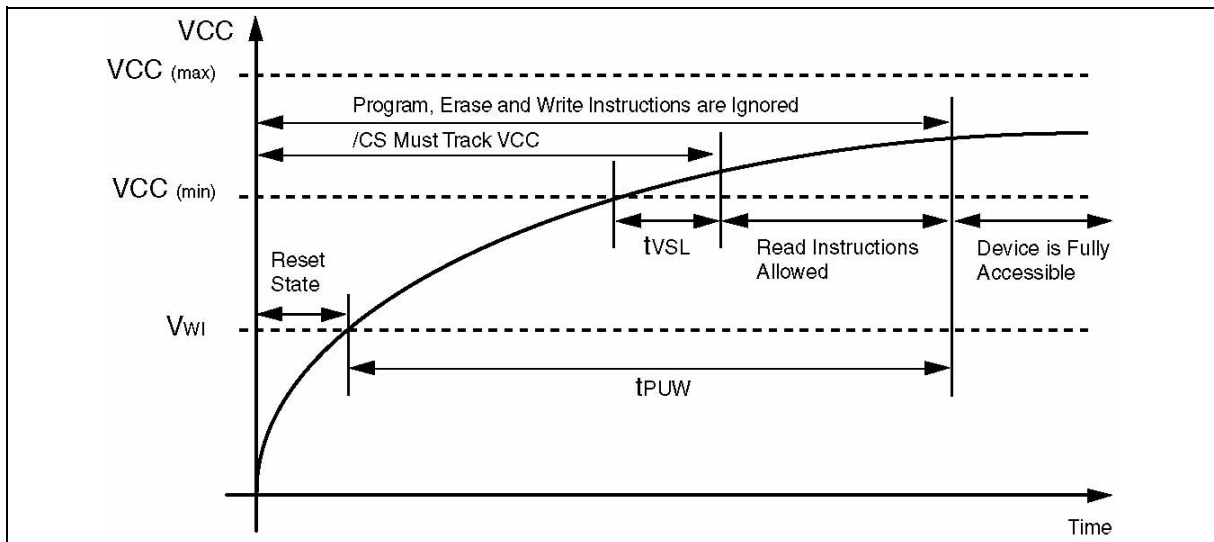 VCC
VCC (max)
Program, Erase and Write Instructions are Ignored
/CS Must Track VCC
VCC (min)
tVSL
Read Instructions
Allowed
Device is Fully
Accessible
Reset
State
VWI
tPUW
Time